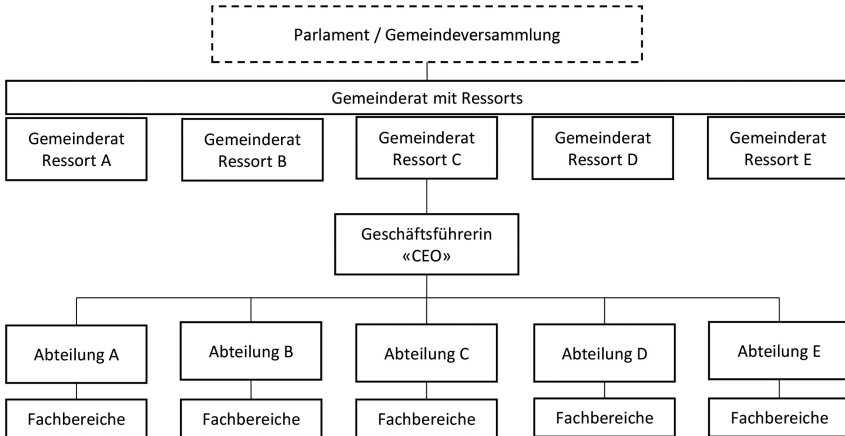 Parlament / Gemeindeversammlung
Gemeinderat mit Ressorts
Gemeinderat
Ressort A
Gemeinderat
Ressort B
Gemeinderat
Ressort C
Gemeinderat
Ressort D
Gemeinderat
Ressort E
Geschäftsführerin
«CEO»
Abteilung A
Abteilung B
Abteilung C
Abteilung D
Abteilung E
Fachbereiche
Fachbereiche
Fachbereiche
Fachbereiche
Fachbereiche